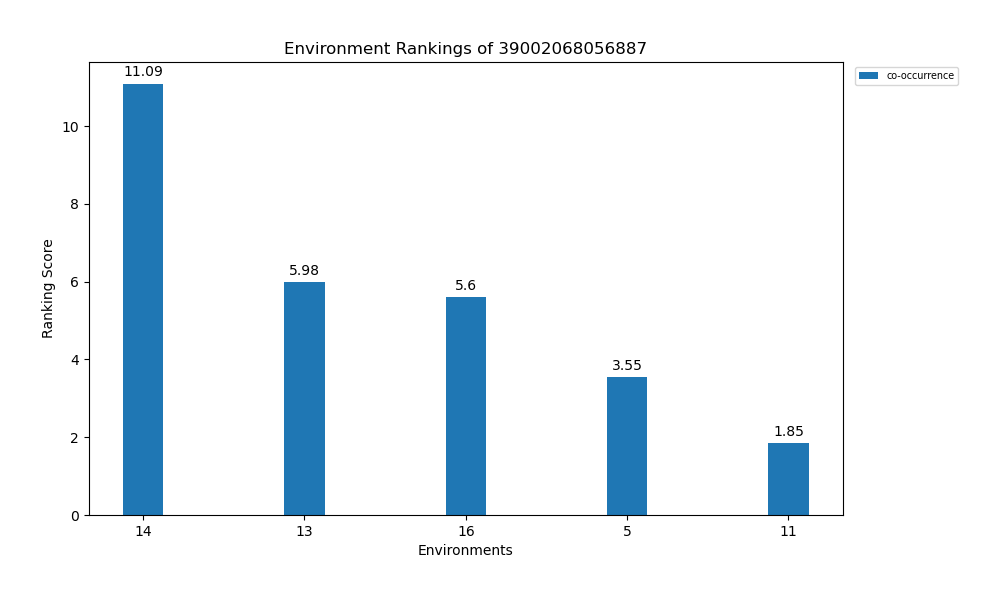 Environment Rankings of 39002068056887
co-occurrence
11.09
5.98
5.6
3.55
1.85
Ranking Score
10
8
6
4
2
0
14 13 16 5 11
Environments